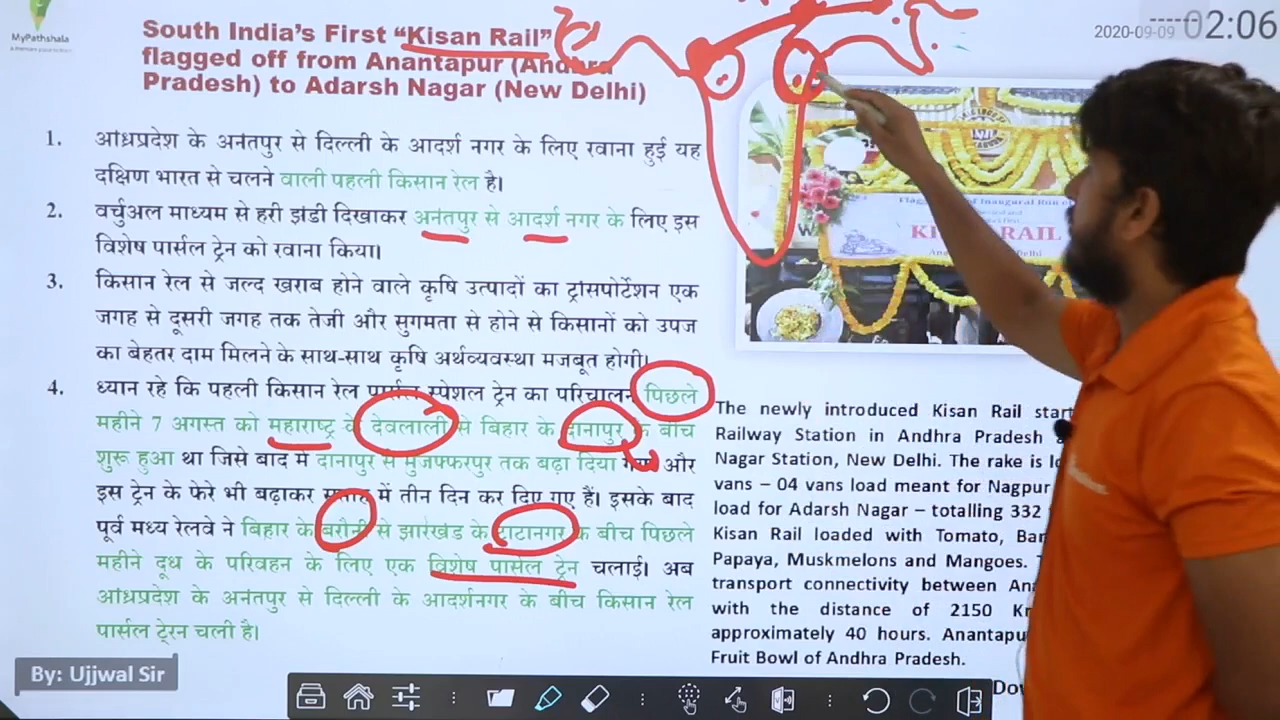 MyPathshala
South India's First "Kisan Rail"
flagged off from Anantapur (Andhra
Pradesh) to Adarsh Nagar (New Delhi)
2020-09-09 02:06
1. आंध्रप्रदेश के अनंतपुर से दिल्ली के आदर्श नगर के लिए रवाना हुई यह
दक्षिण भारत से चलने वाली पहली किसान रेल है।
2. वर्चुअल माध्यम से हरी झंडी दिखाकर अनंतपुर से आदर्श नगर के लिए इस
विशेष पार्सल ट्रेन को रवाना किया।
3. किसान रेल से जल्द खराब होने वाले कृषि उत्पादों का ट्रांसपोर्टेशन एक
जगह से दूसरी जगह तक तेजी और सुगमता से होने से किसानों को उपज
का बेहतर दाम मिलने के साथ-साथ कृषि अर्थव्यवस्था मजबूत होगी।
4. ध्यान रहे कि पहली किसान रेल पार्सल स्पेशल ट्रेन का परिचालन पिछले
महीने 7 अगस्त को महाराष्ट्र के देवलाली से बिहार के दानापुर के बीच
शुरू हुआ था जिसे बाद में दानापुर से मुजफ्फरपुर तक बढ़ा दिया गया और
इस ट्रेन के फेरे भी बढ़ाकर सप्ताह में तीन दिन कर दिए गए हैं। इसके बाद
पूर्व मध्य रेलवे ने बिहार के बरौनी से झारखंड के टाटानगर के बीच पिछले
महीने दूध के परिवहन के लिए एक विशेष पार्सल ट्रेन चलाई। अब
आंध्रप्रदेश के अनंतपुर से दिल्ली के आदर्शनगर के बीच किसान रेल
पार्सल ट्रेरन चली है।
RAIL
The newly introduced Kisan Rail start
Railway Station in Andhra Pradesh
Nagar Station, New Delhi. The rake is
vans – 04 vans load meant for Nagpur
load for Adarsh Nagar – totalling 332
Kisan Rail loaded with Tomato,
Papaya, Muskmelons and Mangoes.
transport connectivity between
with the distance of 2150
approximately 40 hours.
Fruit Bowl of Andhra Pradesh.
By: Ujjwal Sir